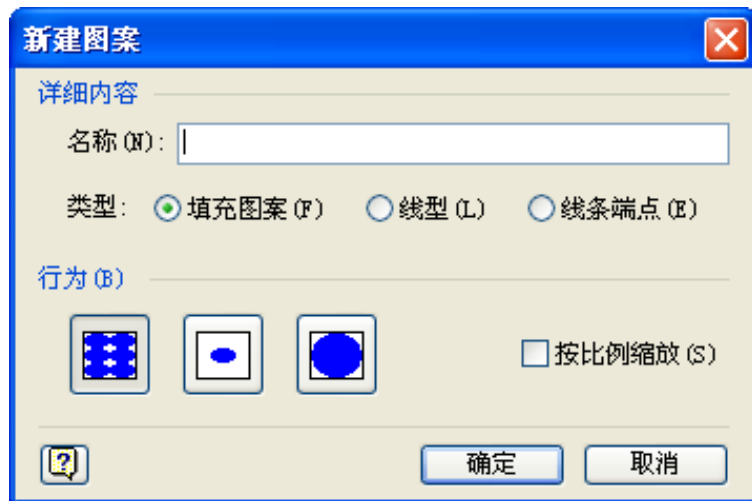 新建图案
详细内容
名称(N):
类型: 填充图案(F) 线型(L) 线条端点(E)
行为(B)
按比例缩放(S)
? 确定 取消